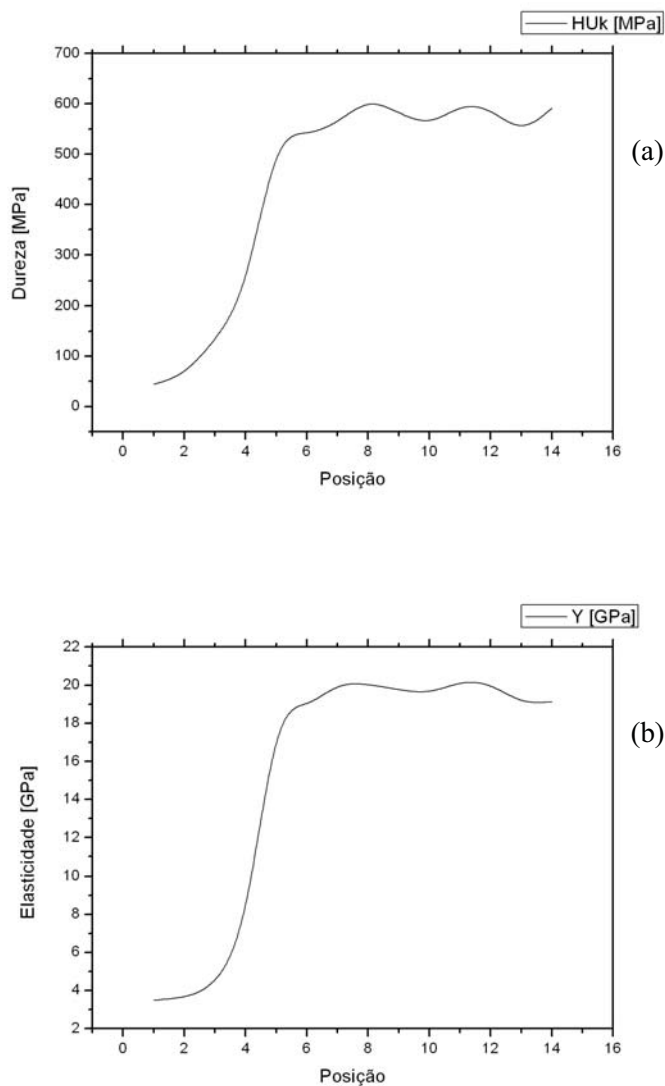 HUk [MPa]
700
600
500
400
300
200
100
0
Dureza [MPa]
0 2 4 6 8 10 12 14 16
Posição
(a)
Y [GPa]
22
20
18
16
14
12
10
8
6
4
2
Elasticidade [GPa]
0 2 4 6 8 10 12 14 16
Posição
(b)